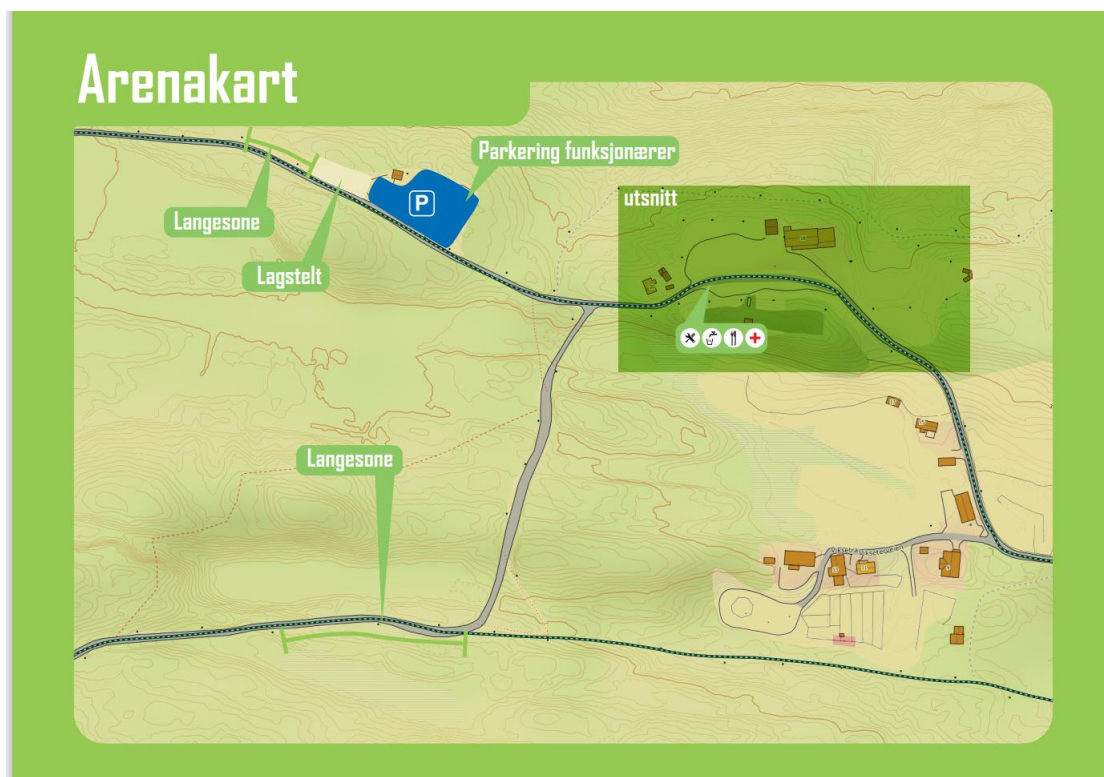 Arenakart
Parkering funksjonærer
P
utsnitt
Langesone
Lagstelt
Langesone